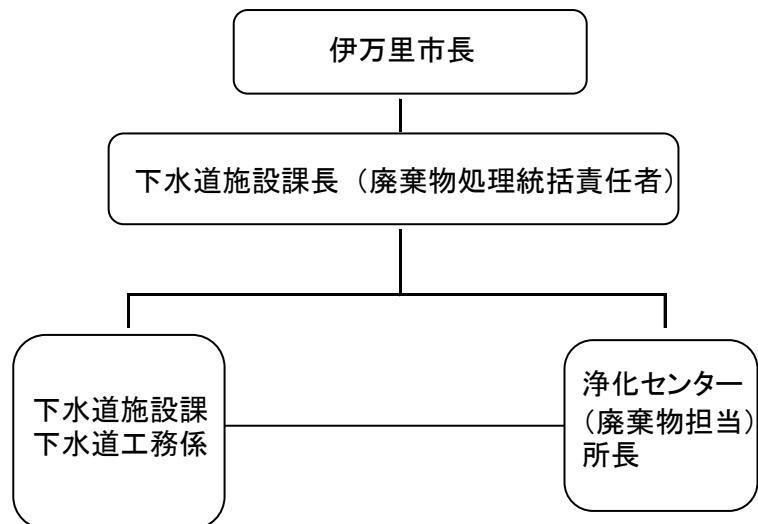 伊万里市長
下水道施設課長（廃棄物処理統括責任者）
下水道施設課
下水道工務係
浄化センター
（廃棄物担当）
所長